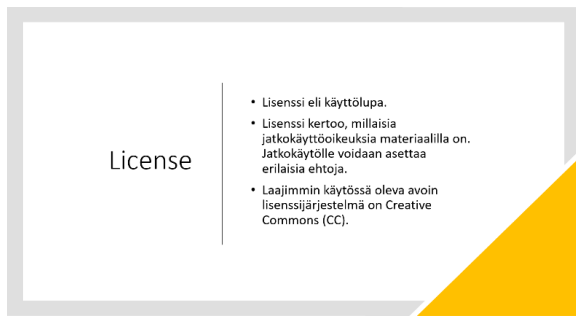 License
• Lisenssi eli käyttölupa.
• Lisenssi kertoo, millaisia
jatkokäyttöoikeuksia materiaalilla on.
Jatkokäytölle voidaan asettaa
erilaisia ehtoja.
• Laajimmin käytössä oleva avoin
lisenssijärjestelmä on Creative
Commons (CC).